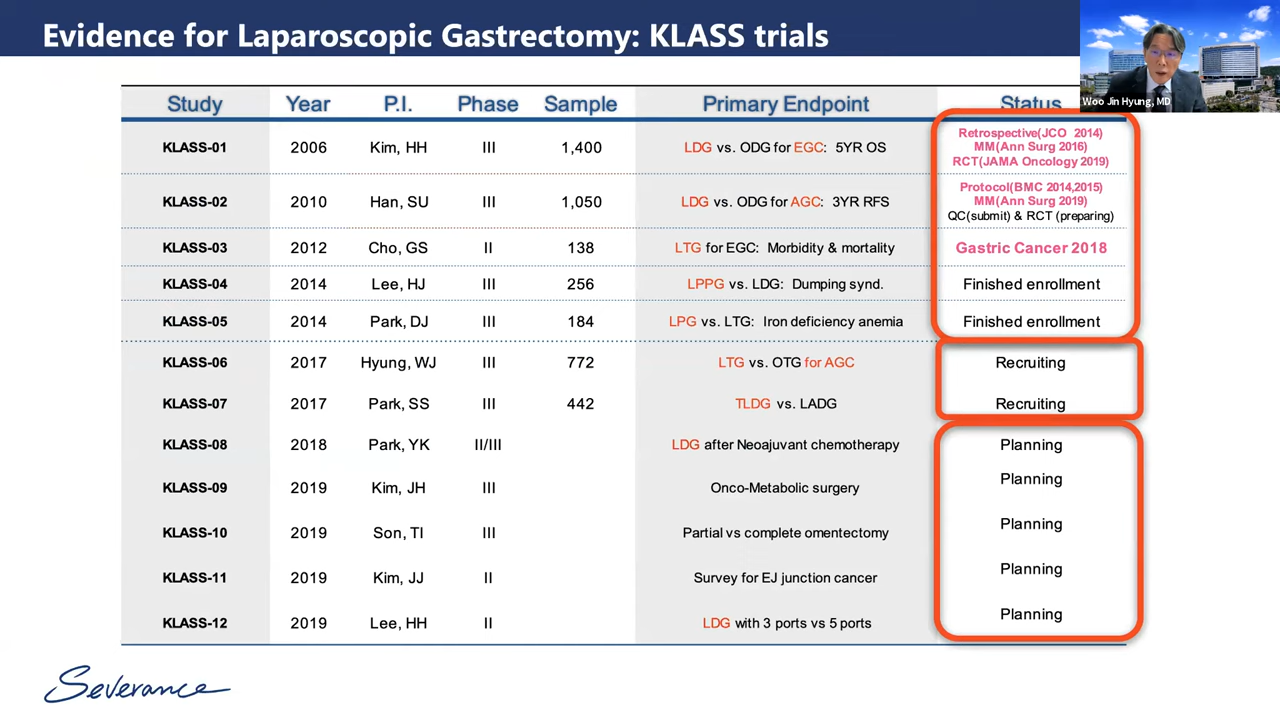 Evidence for Laparoscopic Gastrectomy: KLASS trials
Woo Jin Hyung, MD
Study Year P.I. Phase Sample Primary Endpoint Status
KLASS-01 2006 Kim, HH III 1,400 LDG vs. ODG for EGC: 5YR OS
Retrospective(JCO 2014)
MM(Ann Surg 2016)
RCT(JAMA Oncology 2019)
KLASS-02 2010 Han, SU III 1,050 LDG vs. ODG for AGC: 3YR RFS
Protocol(BMC 2014,2015)
MM(Ann Surg 2019)
QC(submit) & RCT (preparing)
KLASS-03 2012 Cho, GS II 138 LTG for EGC: Morbidity & mortality Gastric Cancer 2018
KLASS-04 2014 Lee, HJ III 256 LPPG vs. LDG: Dumping synd. Finished enrollment
KLASS-05 2014 Park, DJ III 184 LPG vs. LTG: Iron deficiency anemia Finished enrollment
KLASS-06 2017 Hyung, WJ III 772 LTG vs. OTG for AGC Recruiting
KLASS-07 2017 Park, SS III 442 TLDG vs. LADG Recruiting
KLASS-08 2018 Park, YK II/III LDG after Neoajuvant chemotherapy Planning
KLASS-09 2019 Kim, JH III Onco-Metabolic surgery Planning
KLASS-10 2019 Son, TI III Partial vs complete omentectomy Planning
KLASS-11 2019 Kim, JJ II Survey for EJ junction cancer Planning
KLASS-12 2019 Lee, HH II LDG with 3 ports vs 5 ports Planning
Severance